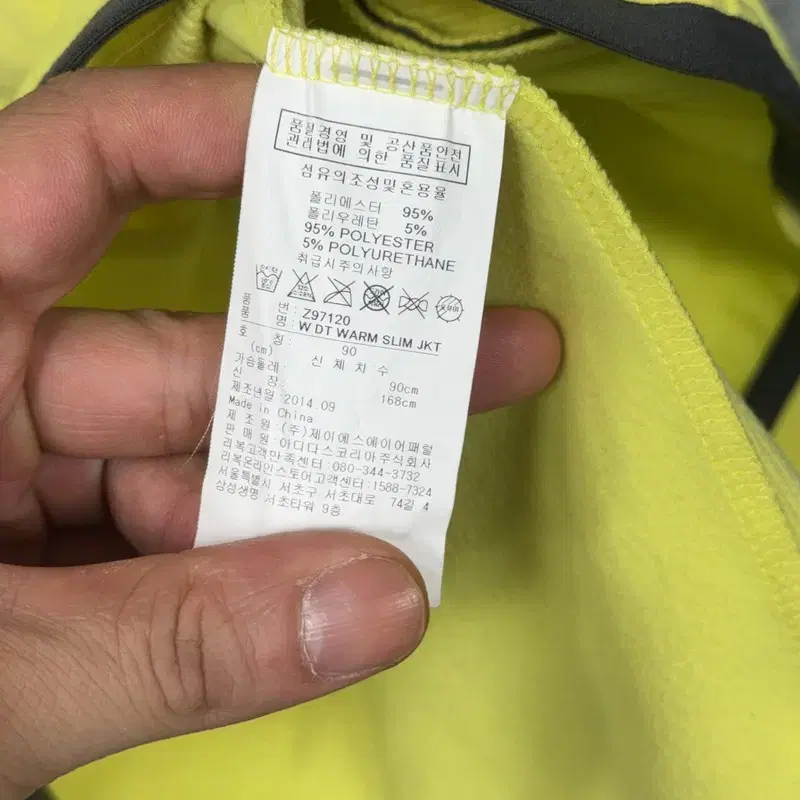 품질경영 및 공산품안전
관리법에 의한 품질표시
섬유의조성및혼용율
폴리에스터 95%
폴리우레탄 5%
95% POLYESTER
5% POLYURETHANE
취급시주의사항
품 번: Z97120
품 명: W DT WARM SLIM JKT
호 칭: 90
(cm) 신 체 치 수
가슴둘레: 90cm
신 장: 168cm
제조년월: 2014.09
Made in China
제 조 원: (주)제이에스에이어패럴
판 매 원: 아디다스코리아주식회사
리복고객만족센터: 080-344-3732
리복온라인스토어고객센터: 1588-7324
서울특별시 서초구 서초대로 74길 4
삼성생명 서초타워 9층